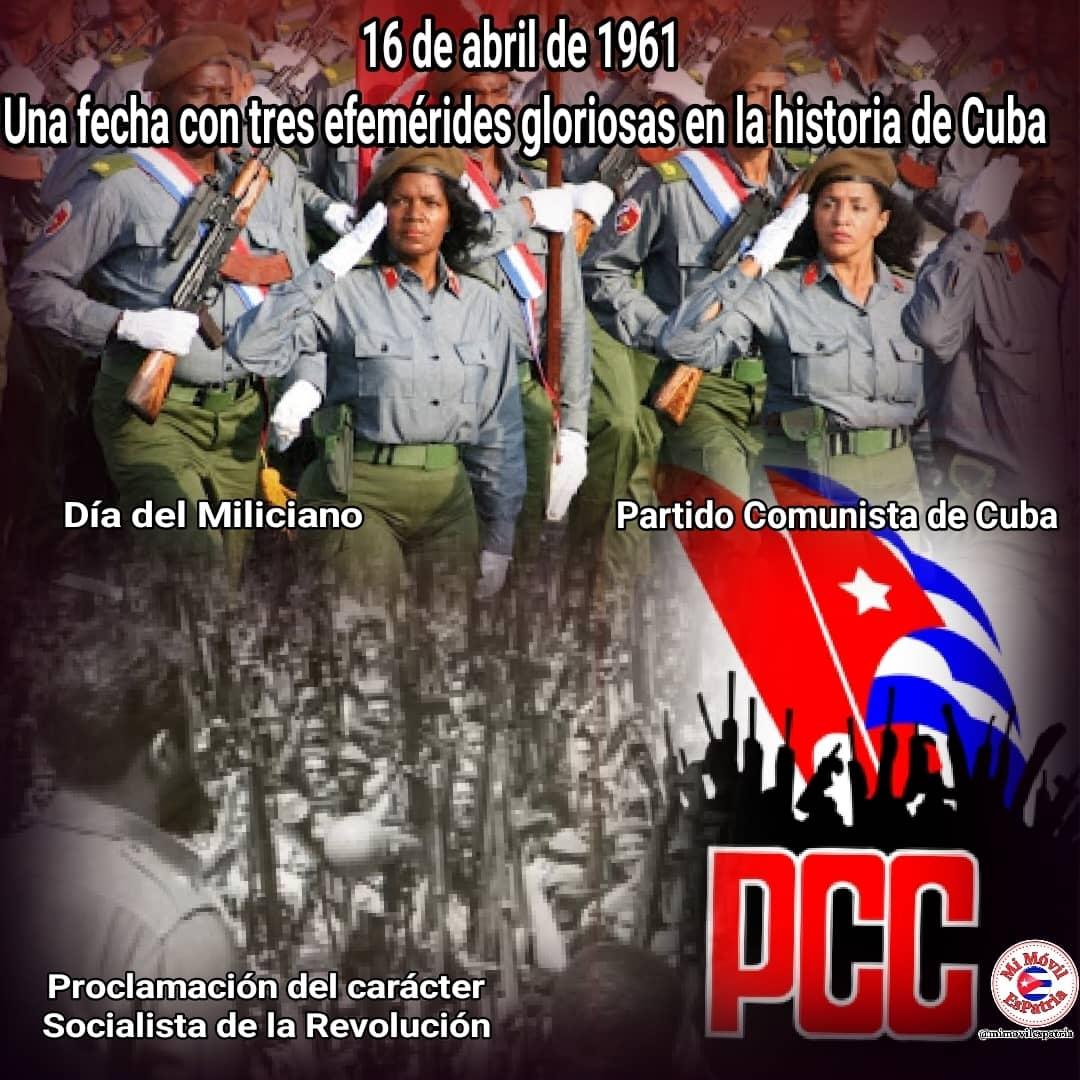 16 de abril de 1961
Una fecha con tres efemérides gloriosas en la historia de Cuba
Día del Miliciano
Partido Comunista de Cuba
Proclamación del carácter
Socialista de la Revolución
PCC
Mi Móvil
EsPatria
@mimovilespatria